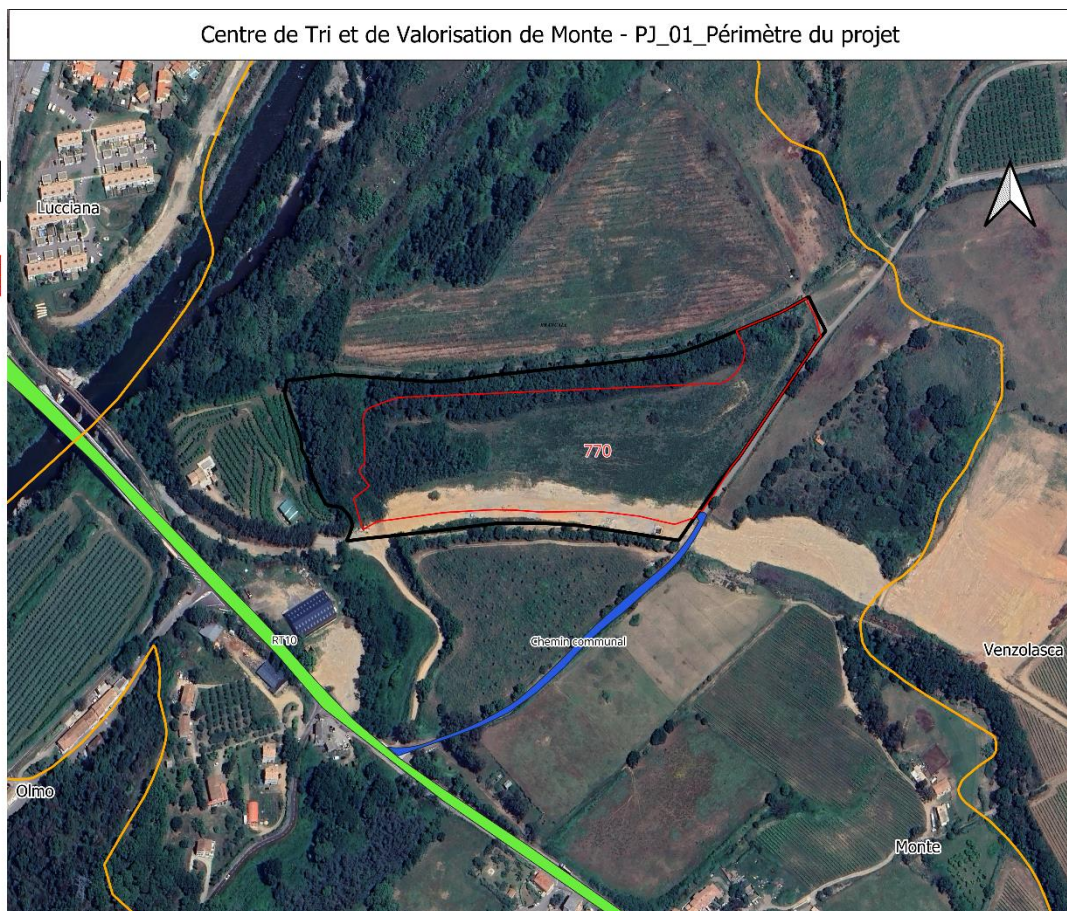 Centre de Tri et de Valorisation de Monte - PJ_01_Périmètre du projet
Lucciana
770
RT10
Chemin communal
Venzolasca
Olmo
Monte